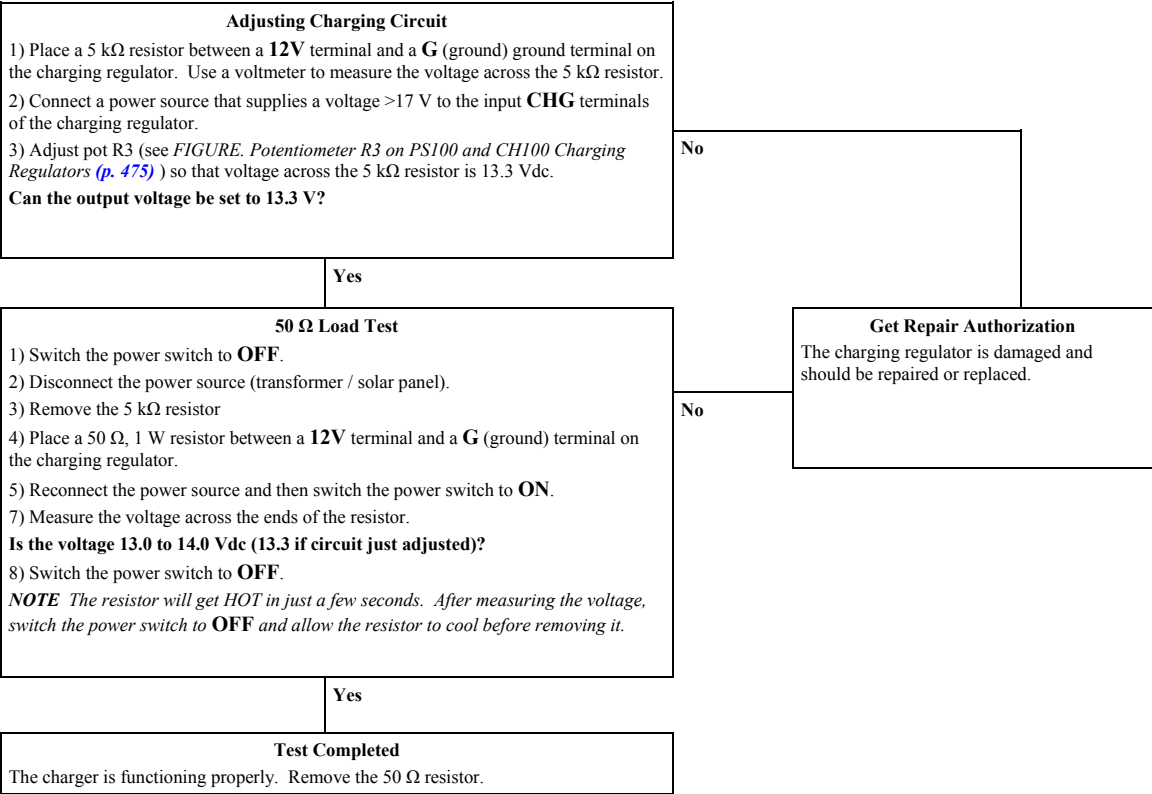 Adjusting Charging Circuit
1) Place a 5 kΩ resistor between a 12V terminal and a G (ground) ground terminal on
the charging regulator. Use a voltmeter to measure the voltage across the 5 kΩ resistor.
2) Connect a power source that supplies a voltage >17 V to the input CHG terminals
of the charging regulator.
3) Adjust pot R3 (see FIGURE. Potentiometer R3 on PS100 and CH100 Charging
Regulators (p. 475) ) so that voltage across the 5 kΩ resistor is 13.3 Vdc.
Can the output voltage be set to 13.3 V?
No
Yes
50 Ω Load Test
1) Switch the power switch to OFF.
2) Disconnect the power source (transformer / solar panel).
3) Remove the 5 kΩ resistor
4) Place a 50 Ω, 1 W resistor between a 12V terminal and a G (ground) terminal on
the charging regulator.
5) Reconnect the power source and then switch the power switch to ON.
7) Measure the voltage across the ends of the resistor.
Is the voltage 13.0 to 14.0 Vdc (13.3 if circuit just adjusted)?
8) Switch the power switch to OFF.
NOTE The resistor will get HOT in just a few seconds. After measuring the voltage,
switch the power switch to OFF and allow the resistor to cool before removing it.
No
Get Repair Authorization
The charging regulator is damaged and
should be repaired or replaced.
Yes
Test Completed
The charger is functioning properly. Remove the 50 Ω resistor.